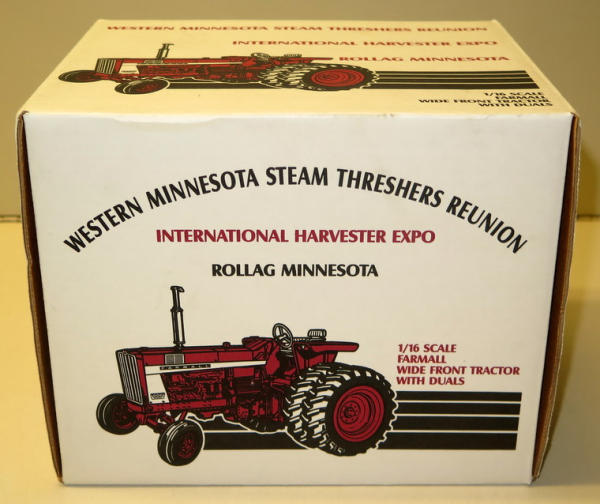 WESTERN MINNESOTA STEAM THRESHERS REUNION
INTERNATIONAL HARVESTER EXPO
ROLLAG MINNESOTA
1/16 SCALE
FARMALL
WIDE FRONT TRACTOR
WITH DUALS
WESTERN MINNESOTA STEAM THRESHERS REUNION
INTERNATIONAL HARVESTER EXPO
ROLLAG MINNESOTA
1/16 SCALE
FARMALL
WIDE FRONT TRACTOR
WITH DUALS
FARMALL